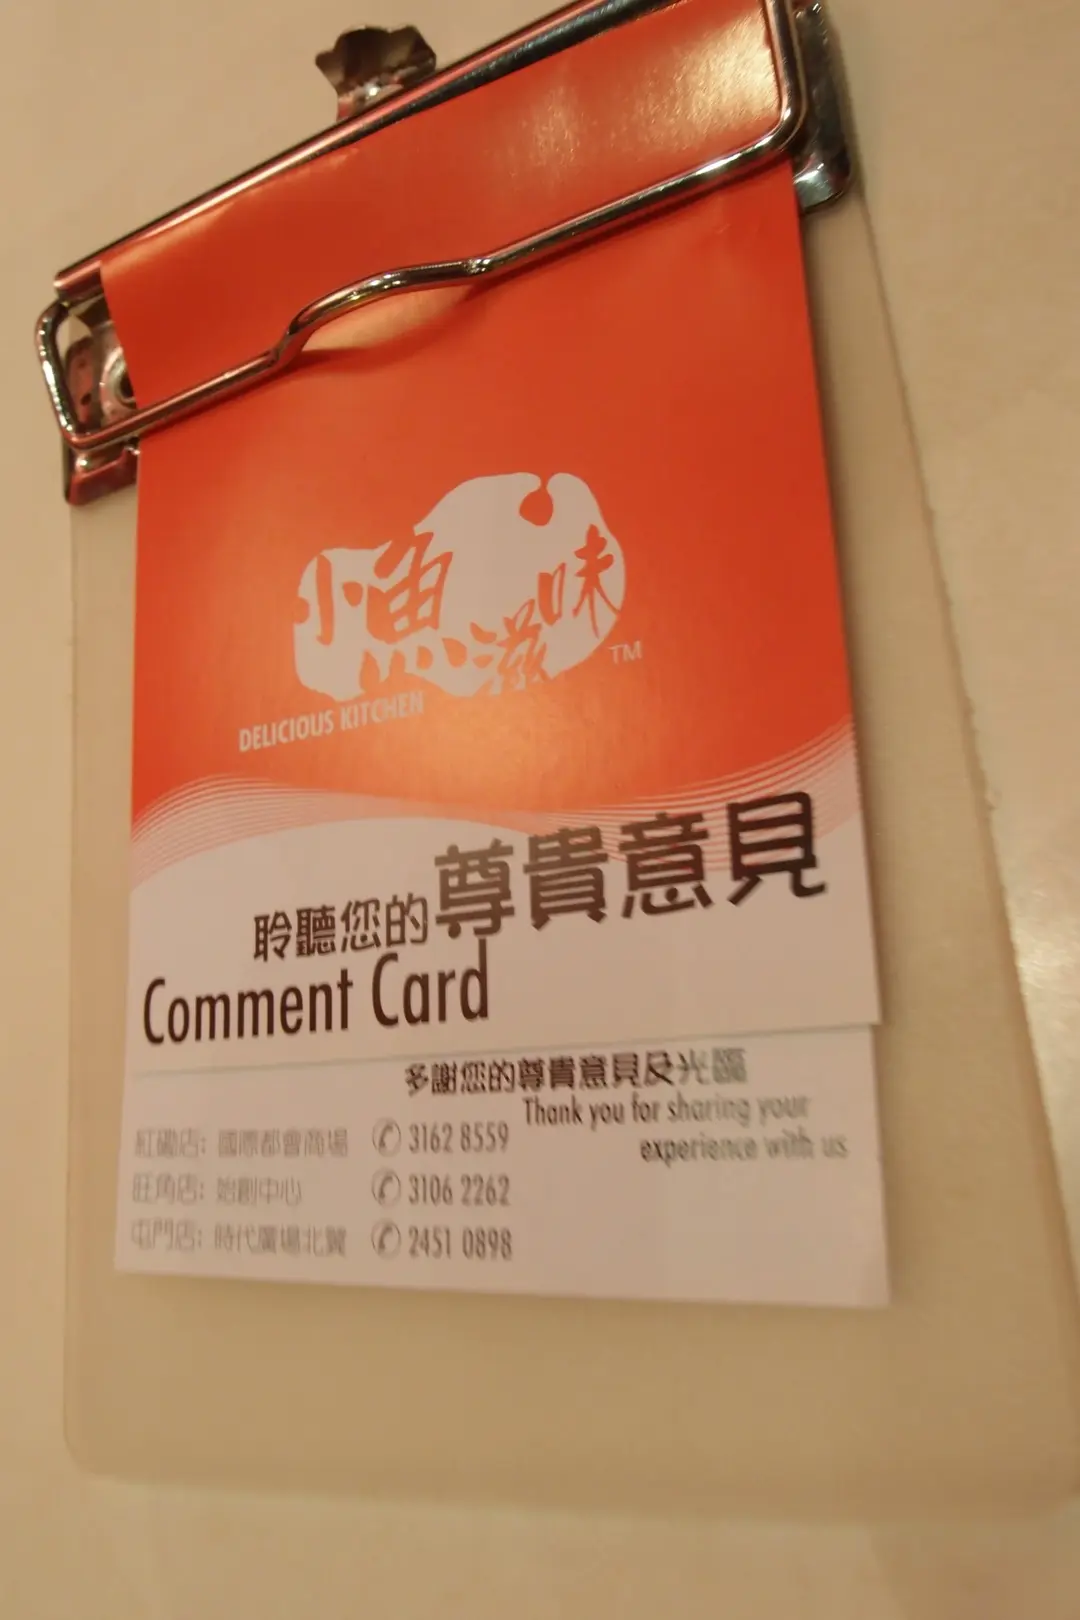 小魚滋味 TM
DELICIOUS KITCHEN
聆聽您的尊貴意見
Comment Card
多謝您的尊貴意見及光臨
Thank you for sharing your
experience with us
紅磡店: 國際都會商場 3162 8559
旺角店: 始創中心 3106 2262
屯門店: 時代廣場北翼 2451 0898